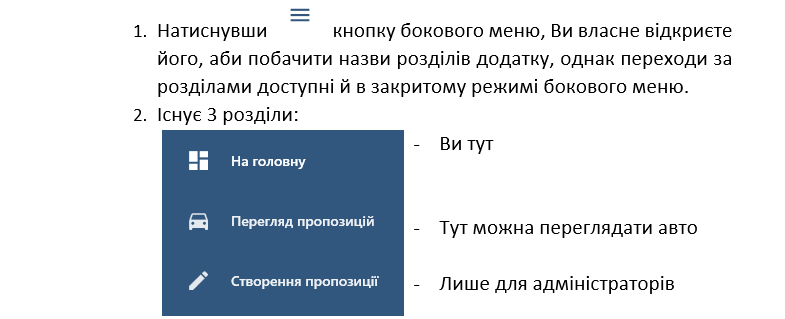 1. Натиснувши кнопку бокового меню, Ви власне відкриєте
його, аби побачити назви розділів додатку, однак переходи за
розділами доступні й в закритому режимі бокового меню.
2. Існує 3 розділи:
На головну - Ви тут
Перегляд пропозицій - Тут можна переглядати авто
Створення пропозиції - Лише для адміністраторів